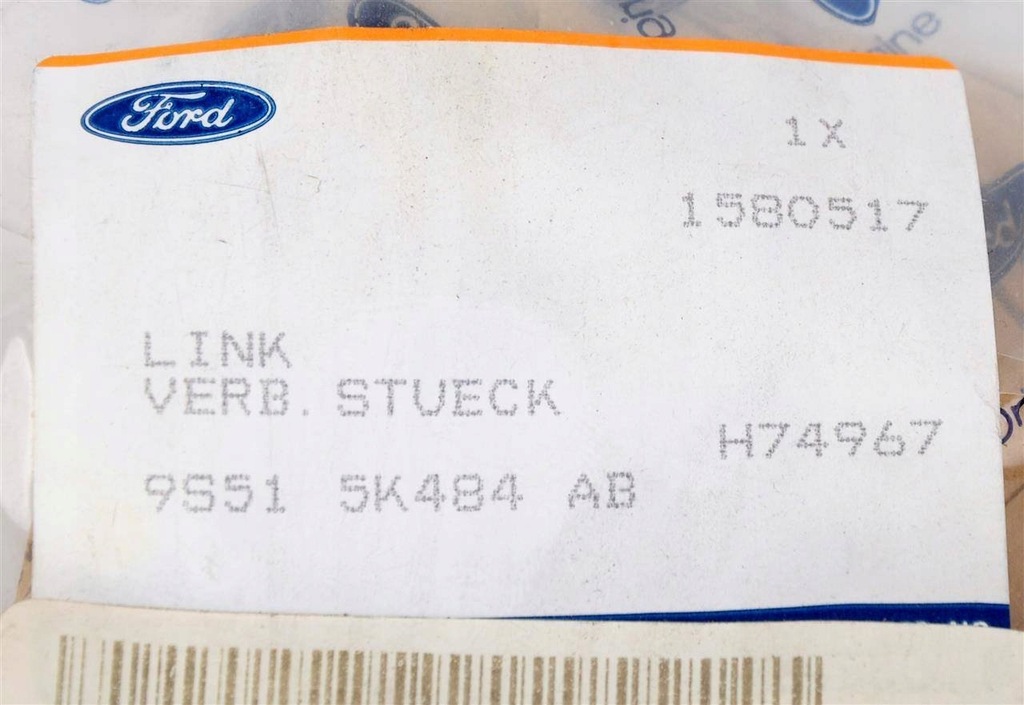 Ford
1X
1580517
LINK
VERB. STUECK
H74967
9S51 5K484 AB